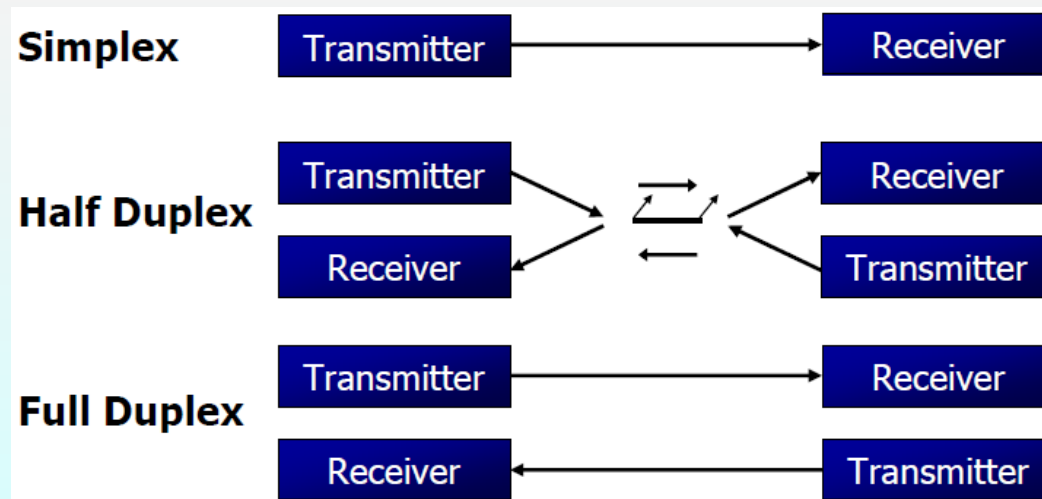 Simplex
Transmitter
Receiver
Half Duplex
Transmitter
Receiver
Receiver
Transmitter
Full Duplex
Transmitter
Receiver
Receiver
Transmitter